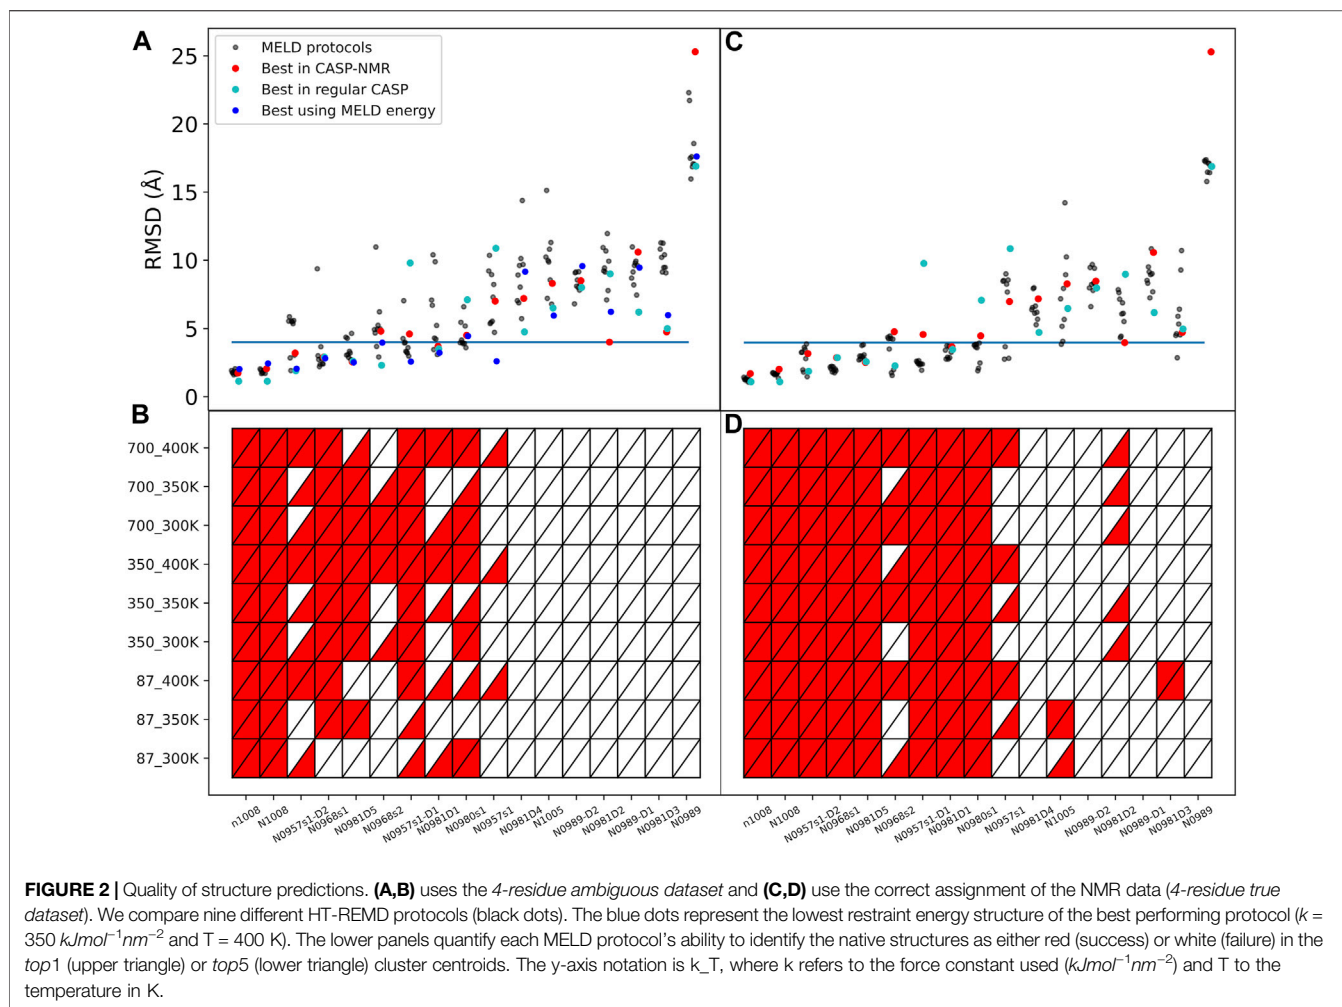 A
C
MELD protocols
Best in CASP-NMR
Best in regular CASP
Best using MELD energy
RMSD (Å)
25
20
15
10
5
0
B
D
700_400K
700_350K
700_300K
350_400K
350_350K
350_300K
87_400K
87_350K
87_300K
n1008
N1008
N0957s1-D2
N0968s1
N0981D5
N0968s2
N0957s1-D1
N0981D1
N0980s1
N0957s1
N0981D4
N1005
N0989-D2
N0981D2
N0989-D1
N0981D3
N0989
n1008
N1008
N0957s1-D2
N0968s1
N0981D5
N0968s2
N0957s1-D1
N0981D1
N0980s1
N0957s1
N0981D4
N1005
N0989-D2
N0981D2
N0989-D1
N0981D3
N0989
FIGURE 2 | Quality of structure predictions. (A,B) uses the 4-residue ambiguous dataset and (C,D) use the correct assignment of the NMR data (4-residue true
dataset). We compare nine different HT-REMD protocols (black dots). The blue dots represent the lowest restraint energy structure of the best performing protocol (k =
350 kJmol⁻¹nm⁻² and T = 400 K). The lower panels quantify each MELD protocol's ability to identify the native structures as either red (success) or white (failure) in the
top1 (upper triangle) or top5 (lower triangle) cluster centroids. The y-axis notation is k_T, where k refers to the force constant used (kJmol⁻¹nm⁻²) and T to the
temperature in K.